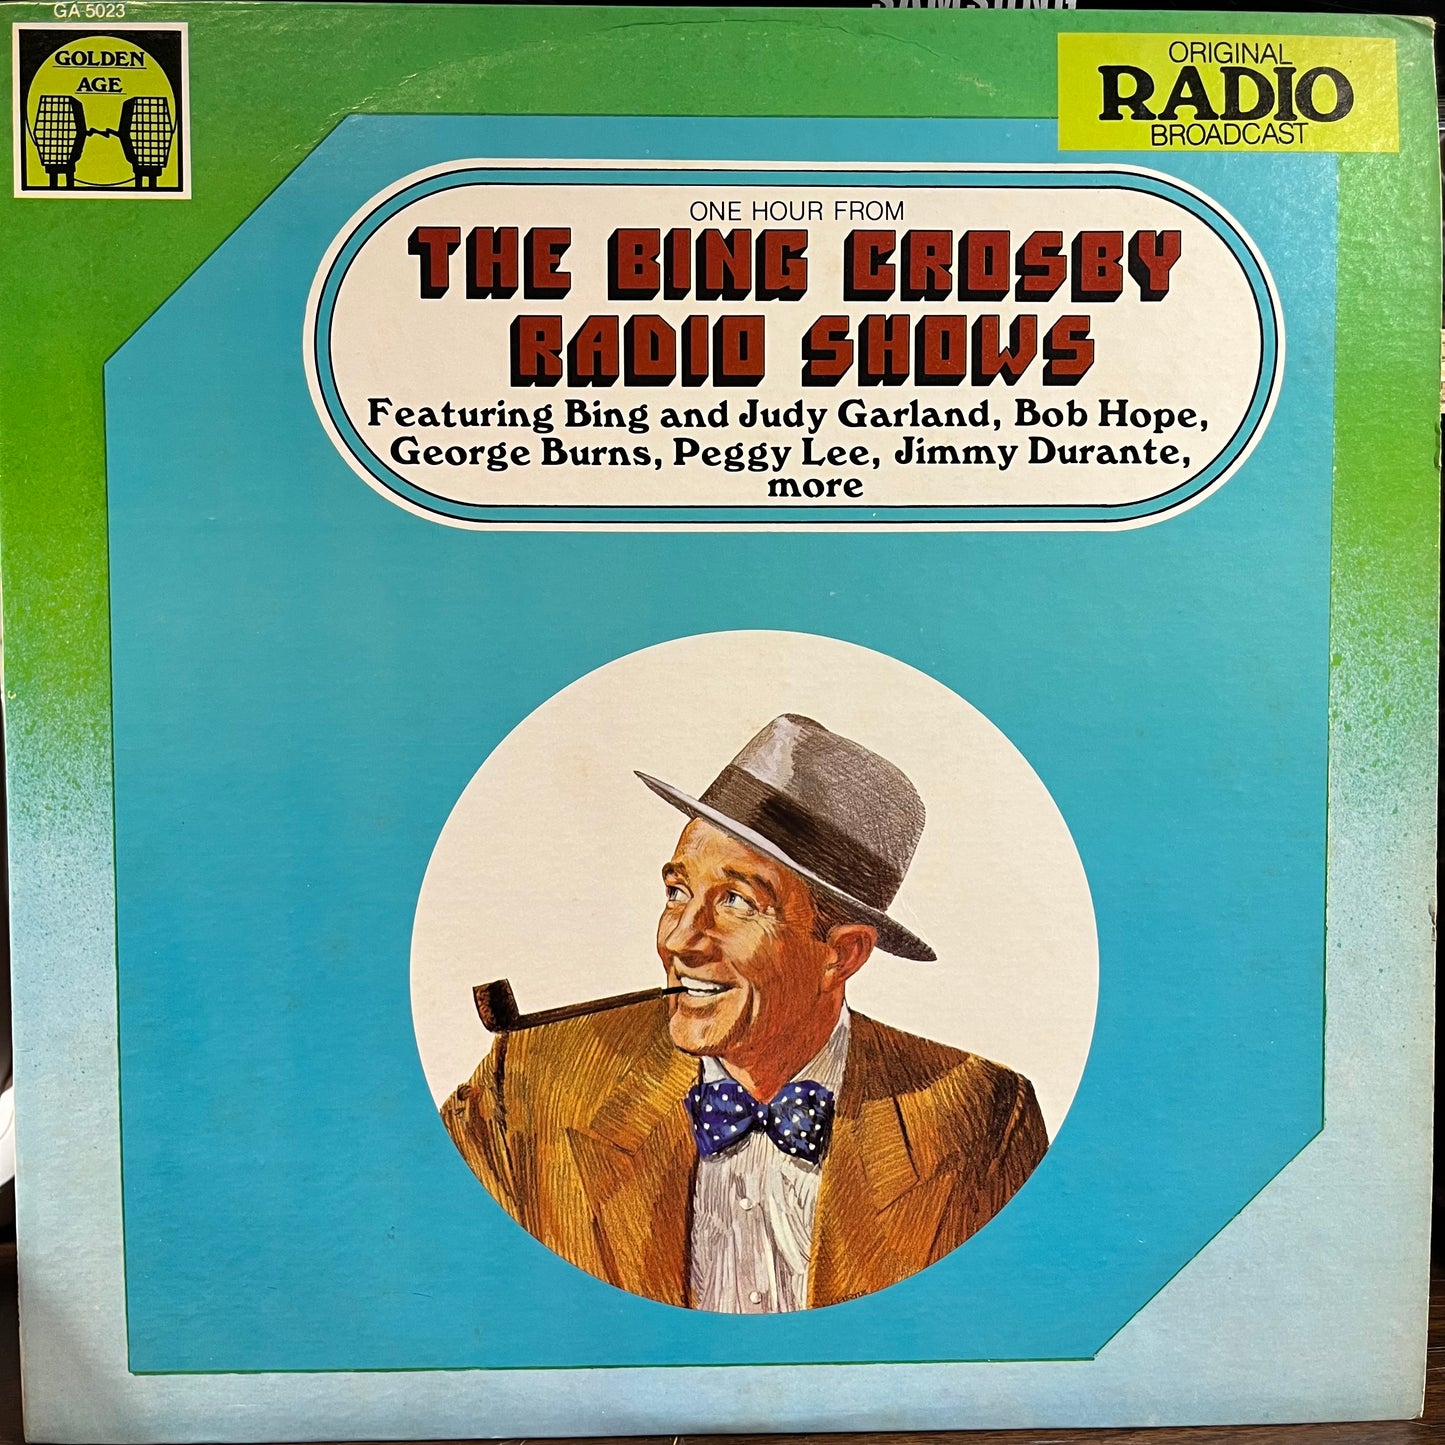 SAMSUNG
GA 5023
GOLDEN
AGE
ORIGINAL
RADIO
BROADCAST
ONE HOUR FROM
THE BING CROSBY
RADIO SHOWS
Featuring Bing and Judy Garland, Bob Hope,
George Burns, Peggy Lee, Jimmy Durante,
more